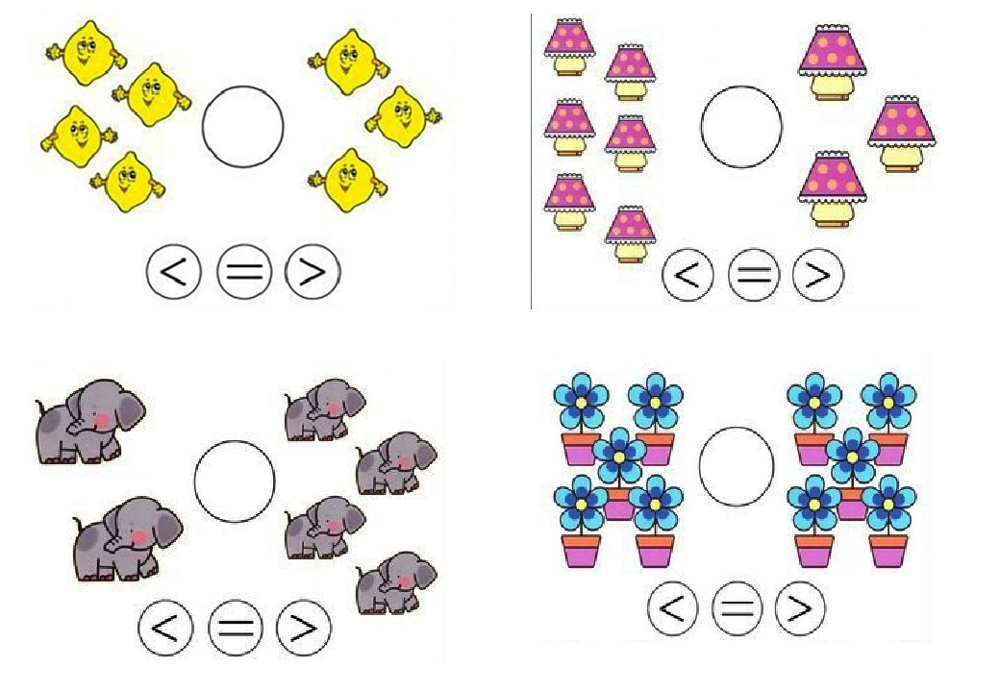 < = >
< = >
< = >
< = >